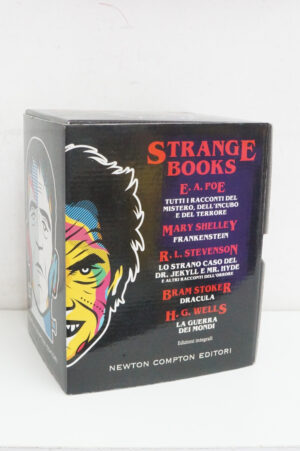 STRANGE
BOOKS
E. A. POE
TUTTI I RACCONTI DEL
MISTERO, DELL'INCUBO
E DEL TERRORE
MARY SHELLEY
FRANKENSTEIN
R. L. STEVENSON
LO STRANO CASO DEL
DR. JEKYLL E MR. HYDE
E ALTRI RACCONTI DELL'ORRORE
BRAM STOKER
DRACULA
H. G. WELLS
LA GUERRA
DEI MONDI
Edizioni integrali
NEWTON COMPTON EDITORI